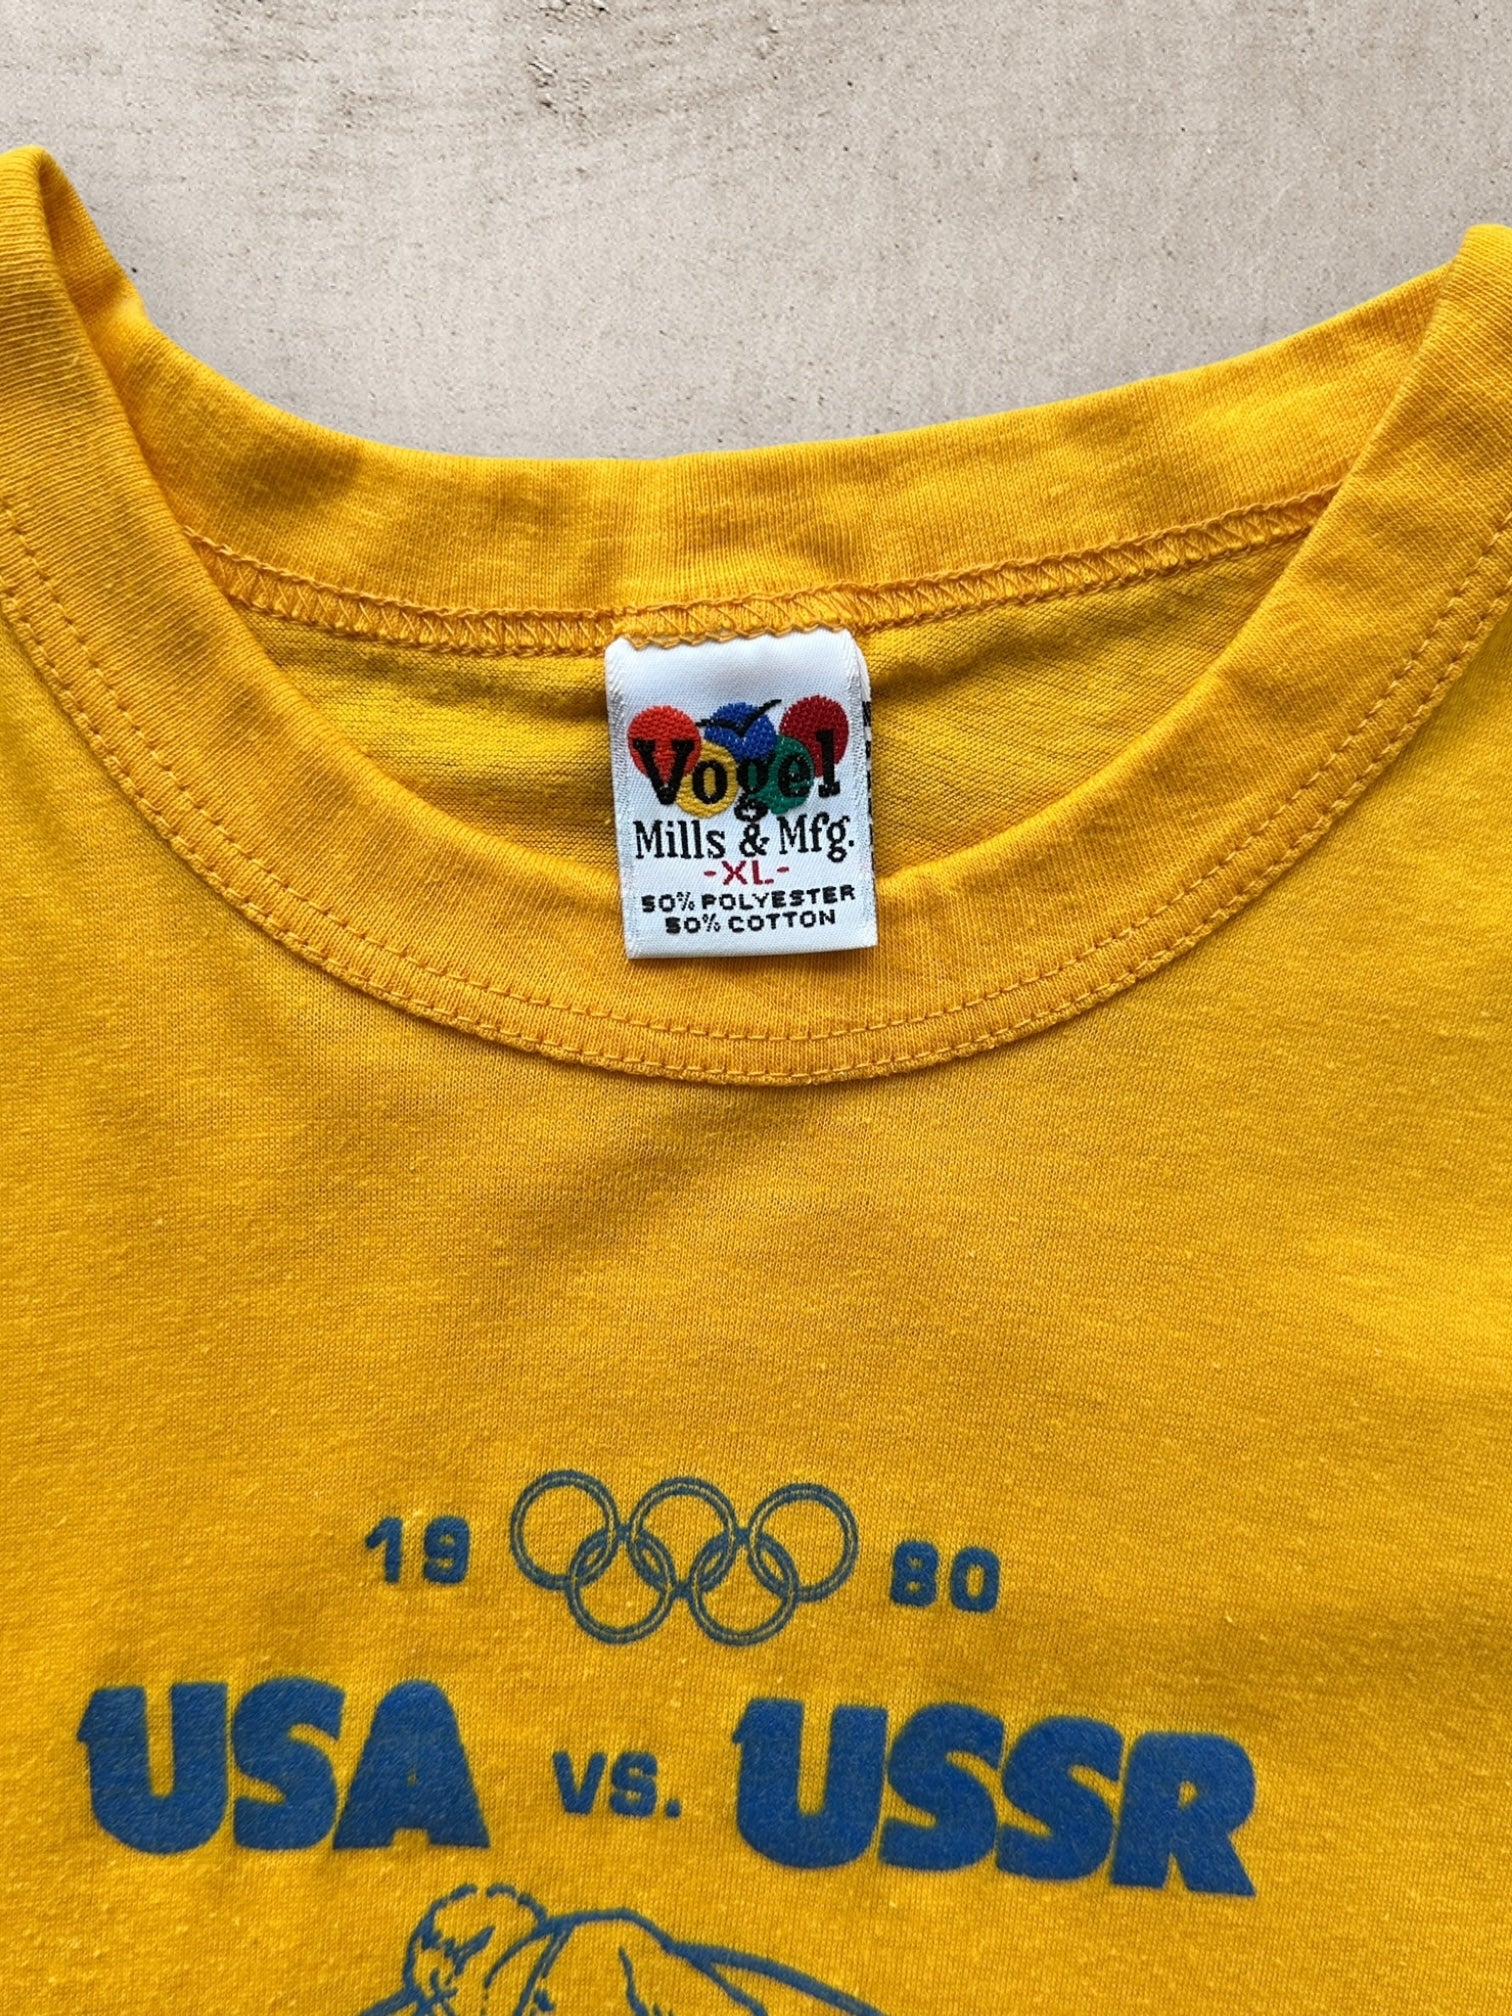 Vogel
Mills & Mfg.
-XL-
50% POLYESTER
50% COTTON
19 80
USA vs. USSR